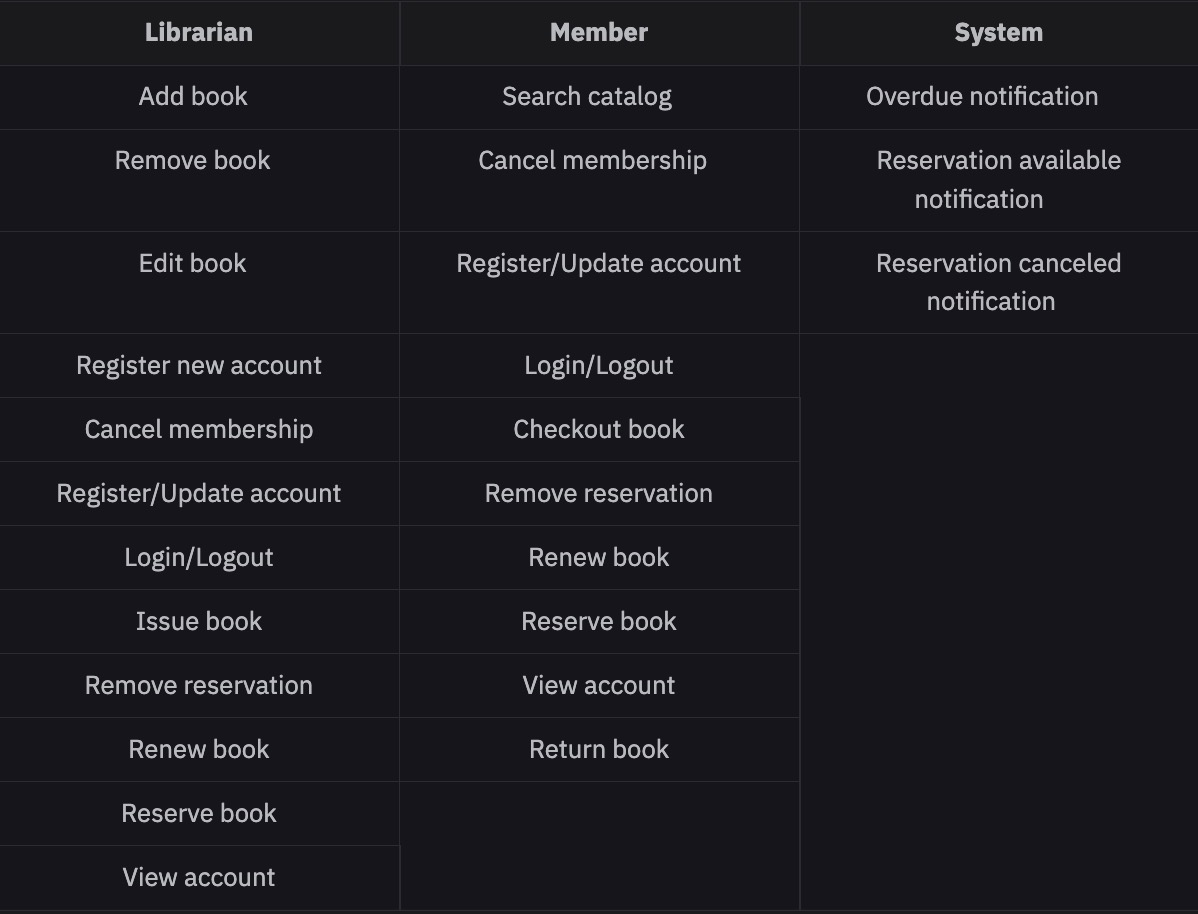 Librarian Member System
Add book Search catalog Overdue notification
Remove book Cancel membership Reservation available
notification
Edit book Register/Update account Reservation canceled
notification
Register new account Login/Logout
Cancel membership Checkout book
Register/Update account Remove reservation
Login/Logout Renew book
Issue book Reserve book
Remove reservation View account
Renew book Return book
Reserve book
View account